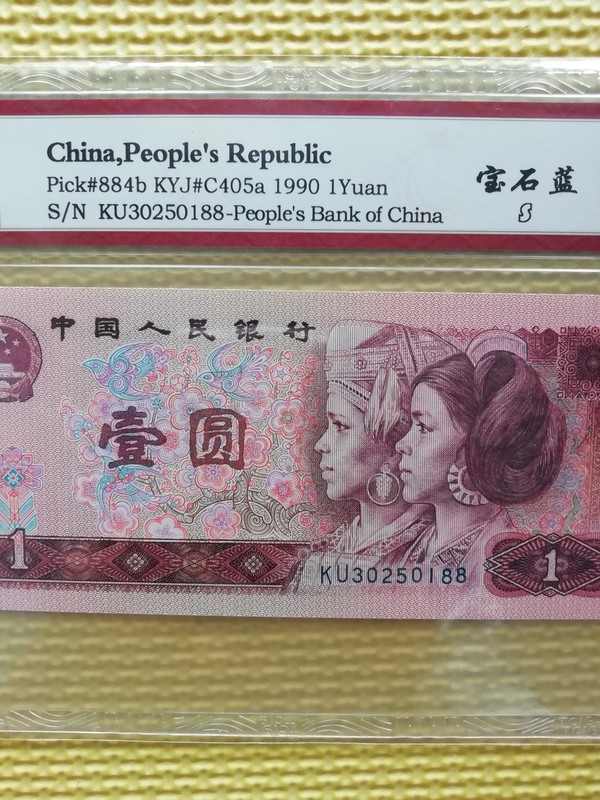 China,People's Republic
Pick#884b KYJ#C405a 1990 1Yuan
S/N KU30250188-People's Bank of China
宝石蓝
S
中国人民银行
壹圆
KU30250188
1
1